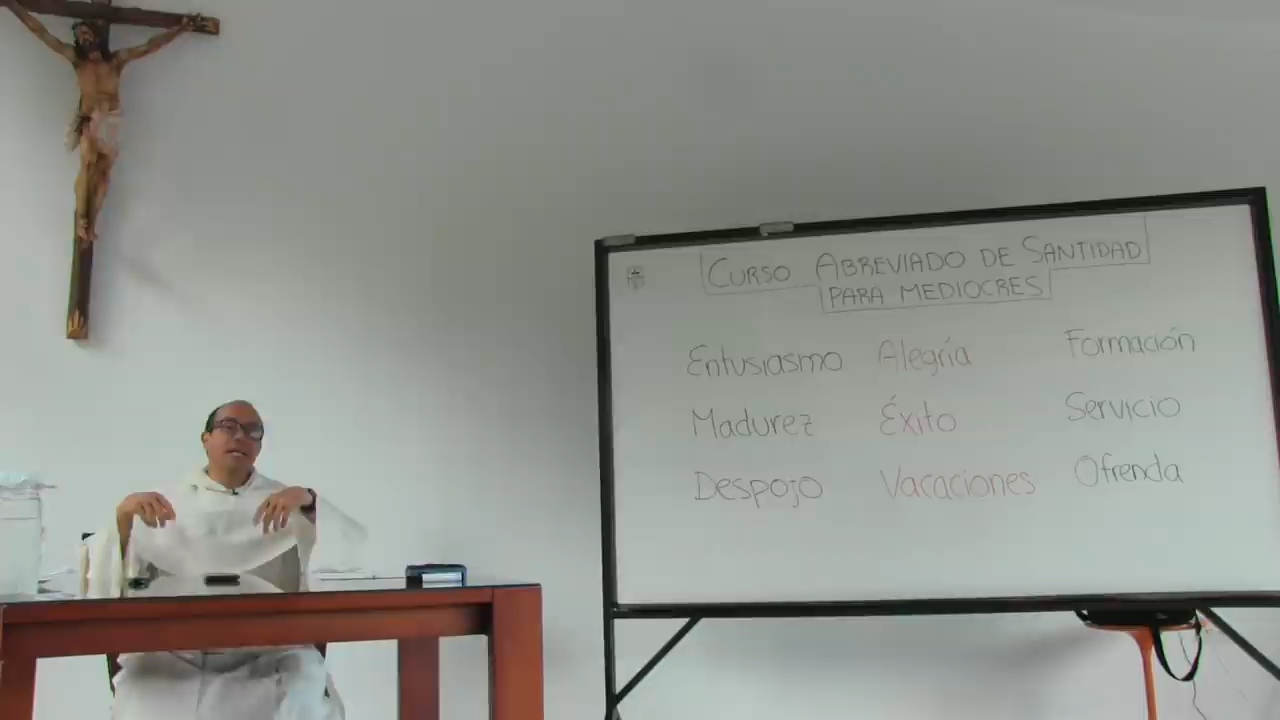 CURSO ABREVIADO DE SANTIDAD
PARA MEDIOCRES
Entusiasmo Alegría Formación
Madurez Éxito Servicio
Despojo Vacaciones Ofrenda